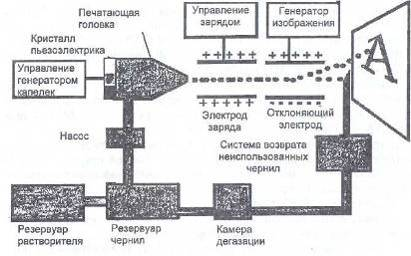 Печатающая
головка
Управление
зарядом
Генератор
изображения
Кристалл
пьезоэлектрика
Управление
генератором
капелек
+ + + + +
+ + + + +
А
+ + + + +
Электрод
заряда
Отклоняющий
электрод
Насос
Система возврата
неиспользованных
чернил
Резервуар
растворителя
Резервуар
чернил
Камера
дегазации